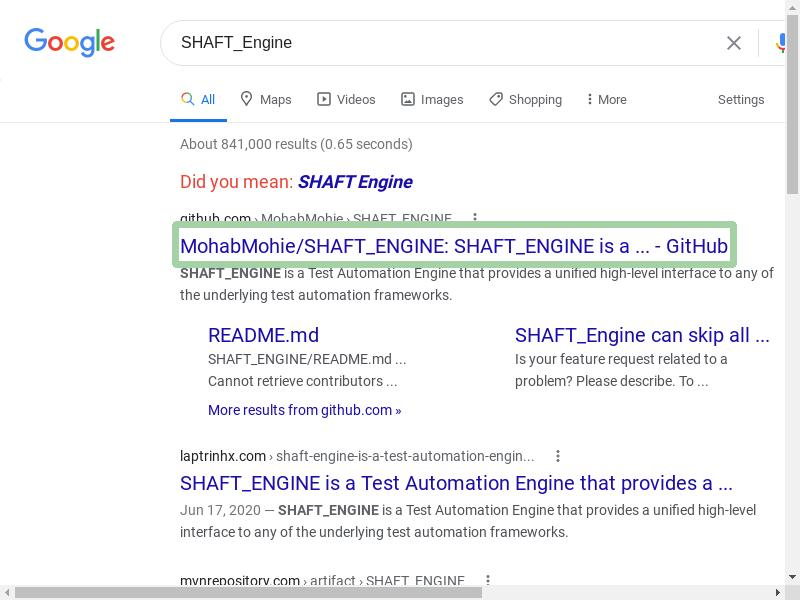 Google
SHAFT_Engine
All Maps Videos Images Shopping More Settings
About 841,000 results (0.65 seconds)
Did you mean: SHAFT Engine
github.com › MohabMohie › SHAFT_ENGINE
MohabMohie/SHAFT_ENGINE: SHAFT_ENGINE is a ... - GitHub
SHAFT_ENGINE is a Test Automation Engine that provides a unified high-level interface to any of
the underlying test automation frameworks.
README.md
SHAFT_ENGINE/README.md ...
Cannot retrieve contributors ...
SHAFT_Engine can skip all ...
Is your feature request related to a
problem? Please describe. To ...
More results from github.com »
laptrinhx.com › shaft-engine-is-a-test-automation-engin...
SHAFT_ENGINE is a Test Automation Engine that provides a ...
Jun 17, 2020 — SHAFT_ENGINE is a Test Automation Engine that provides a unified high-level
interface to any of the underlying test automation frameworks.
mvnrepository.com › artifact › SHAFT_ENGINE